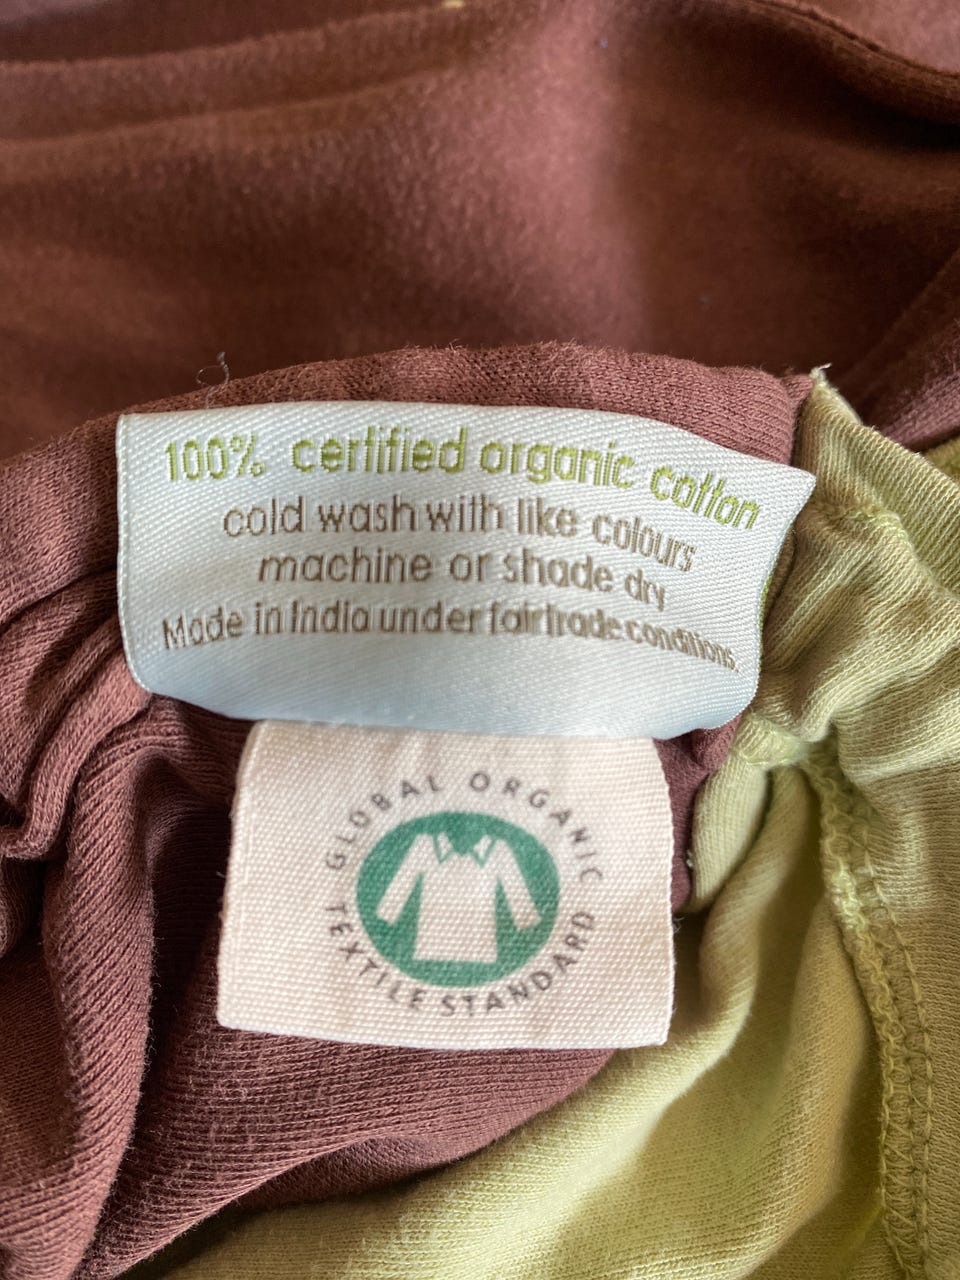 100% certified organic cotton
cold wash with like colours
machine or shade dry
Made in India under fairtrade conditions.
GLOBAL ORGANIC
TEXTILE STANDARD